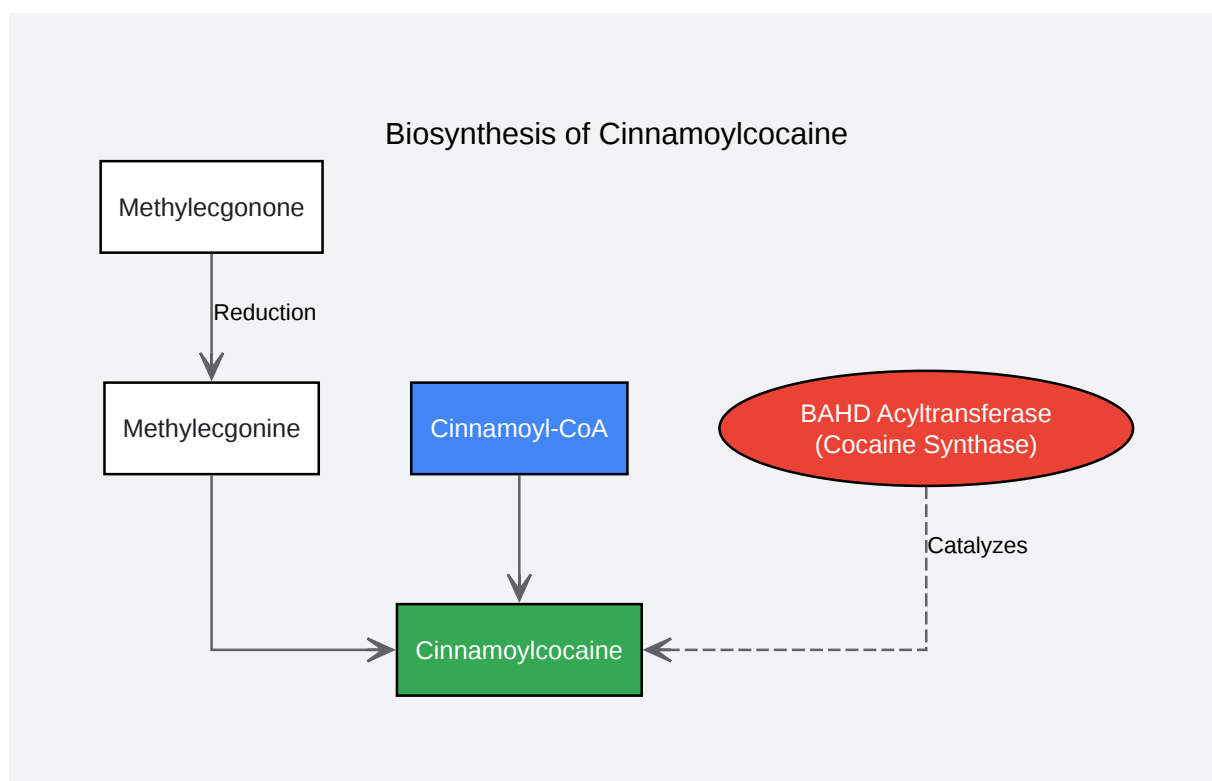 Biosynthesis of Cinnamoylcocaine
Methylecgonone
Reduction
Methylecgonine
Cinnamoyl-CoA
BAHD Acyltransferase
(Cocaine Synthase)
Catalyzes
Cinnamoylcocaine